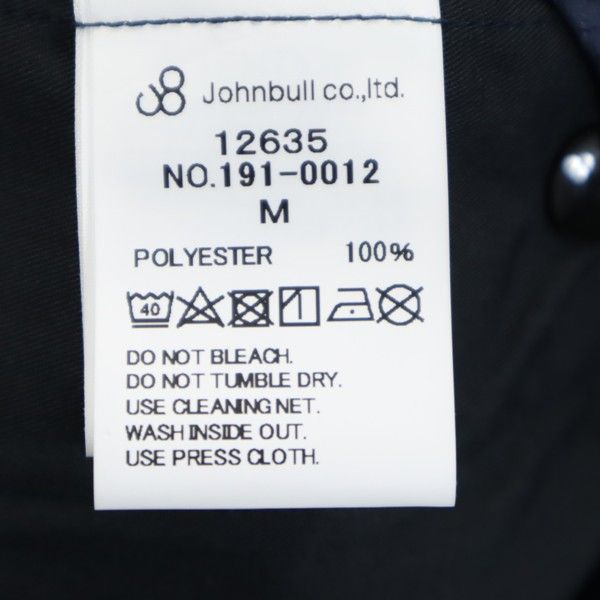 Johnbull co.,ltd.
12635
NO.191-0012
M
POLYESTER 100%
40
DO NOT BLEACH.
DO NOT TUMBLE DRY.
USE CLEANING NET.
WASH INSIDE OUT.
USE PRESS CLOTH.